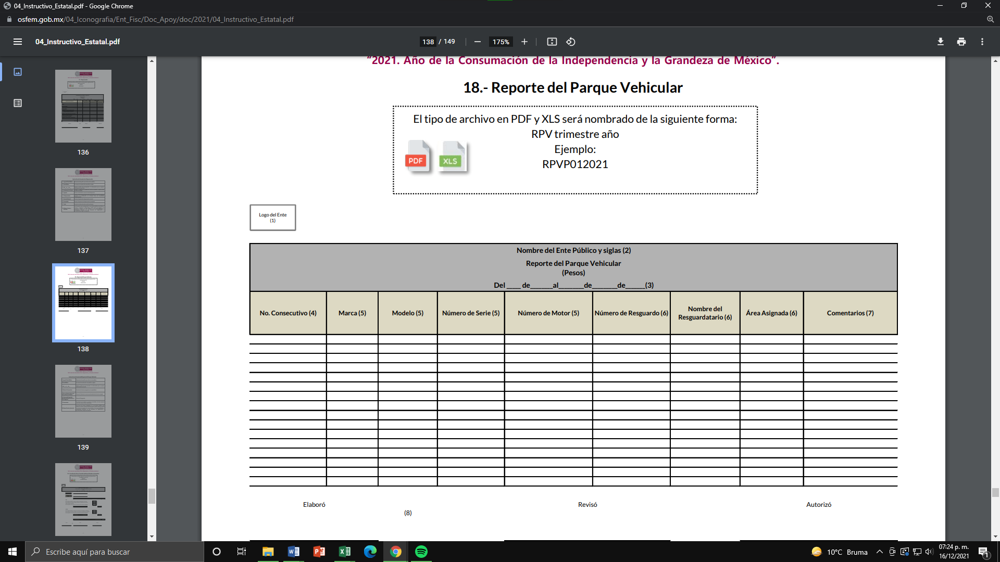 04_Instructivo_Estatal.pdf - Google Chrome
osfem.gob.mx/04_Iconografia/Ent_Fisc/Doc_Apoy/doc/2021/04_Instructivo_Estatal.pdf
04_Instructivo_Estatal.pdf
138 / 149
175%
136
137
138
139
“2021. Año de la Consumación de la Independencia y la Grandeza de México”.
18.- Reporte del Parque Vehicular
El tipo de archivo en PDF y XLS será nombrado de la siguiente forma:
RPV trimestre año
Ejemplo:
RPVP012021
PDF
XLS
Logo del Ente
(1)
Nombre del Ente Público y siglas (2)
Reporte del Parque Vehicular
(Pesos)
Del ____ de_______al________de________de______(3)
No. Consecutivo (4)
Marca (5)
Modelo (5)
Número de Serie (5)
Número de Motor (5)
Número de Resguardo (6)
Nombre del
Resguardatario (6)
Área Asignada (6)
Comentarios (7)
Elaboró
Revisó
Autorizó
(8)
Escribe aquí para buscar
10°C Bruma
07:24 p. m.
16/12/2021
1